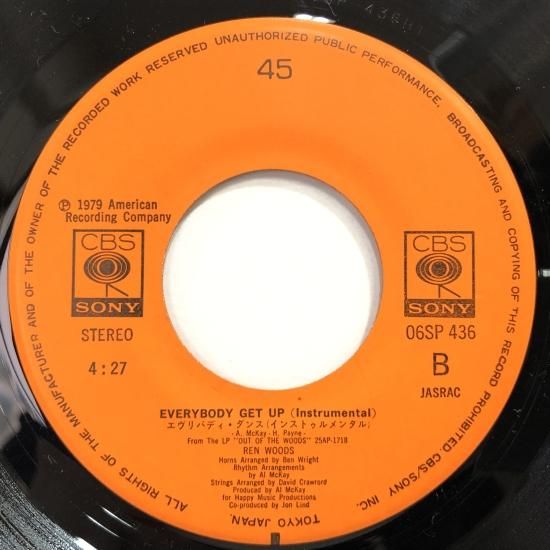 ALL RIGHTS OF THE MANUFACTURER AND OF THE OWNER OF THE RECORDED WORK RESERVED UNAUTHORIZED PUBLIC PERFORMANCE, BROADCASTING AND COPYING OF THIS RECORD PROHIBITED CBS/SONY INC.
TOKYO JAPAN.
45
℗ 1979 American
Recording Company
CBS
SONY
CBS
SONY
STEREO
06SP 436
4:27
B
JASRAC
EVERYBODY GET UP (Instrumental)
エヴリバディ・ダンス(インストゥルメンタル)
- A. McKay - H. Payne -
From The LP "OUT OF THE WOODS" 25AP-1718
REN WOODS
Horns Arranged by Ben Wright
Rhythm Arrangements
by Al McKay
Strings Arranged by David Crawrord
Produced by Al McKay
for Happy Music Productions
Co-produced by Jon Lind